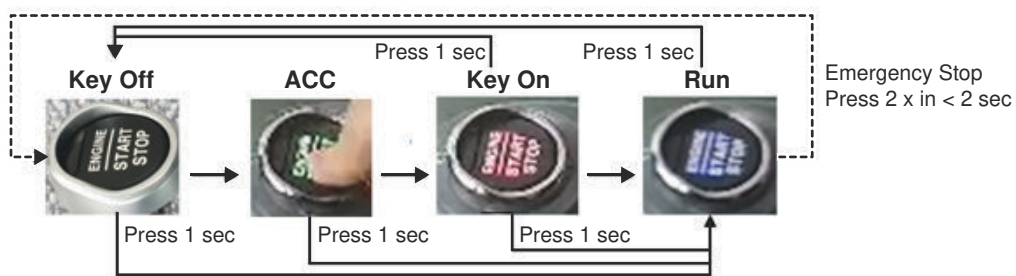 Press 1 sec
Press 1 sec
Key Off
ACC
Key On
Run
Emergency Stop
Press 2 x in < 2 sec
ENGINE
START
STOP
ENGINE
START
STOP
ENGINE
START
STOP
Press 1 sec
Press 1 sec
Press 1 sec